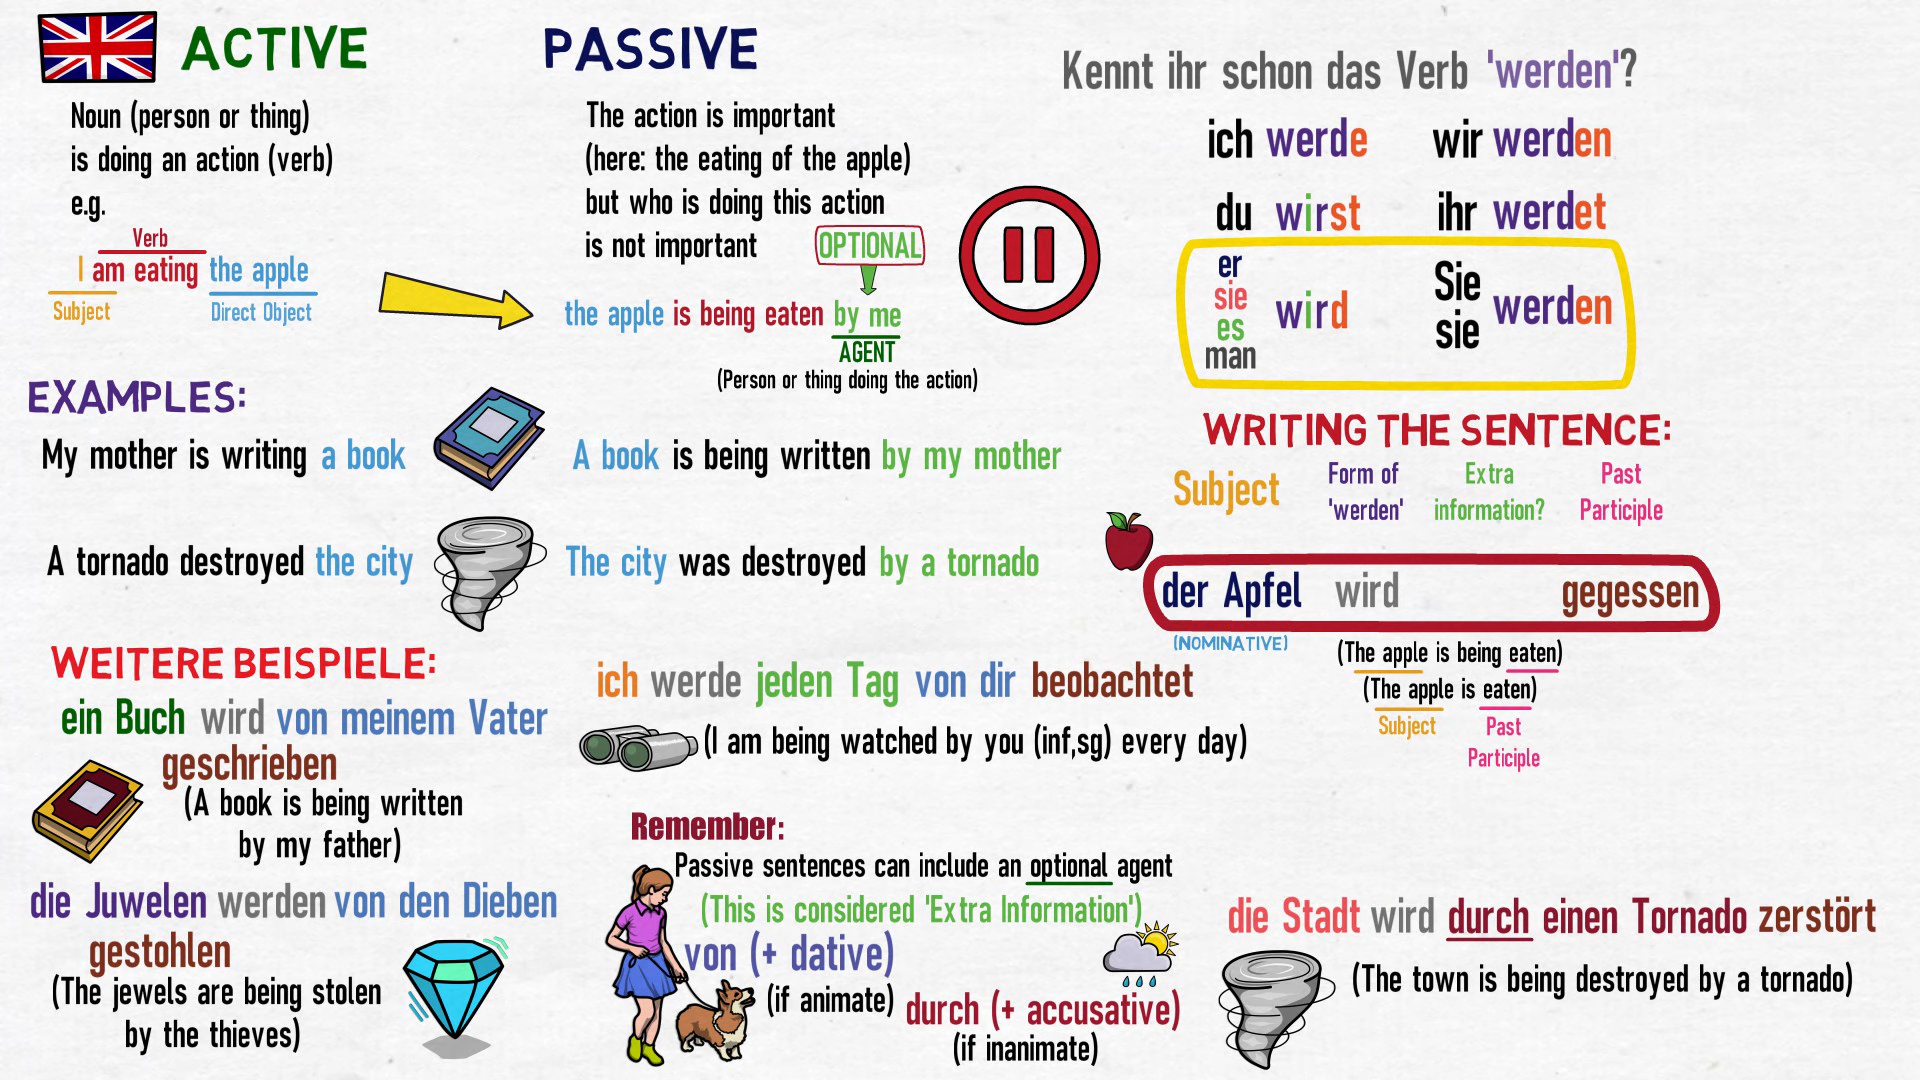 ACTIVE
Noun (person or thing)
is doing an action (verb)
e.g.
Verb
I am eating the apple
Subject
Direct Object
PASSIVE
The action is important
(here: the eating of the apple)
but who is doing this action
is not important
OPTIONAL
the apple is being eaten by me
AGENT
(Person or thing doing the action)
EXAMPLES:
My mother is writing a book
A book is being written by my mother
A tornado destroyed the city
The city was destroyed by a tornado
Kennt ihr schon das Verb 'werden'?
ich werde
wir werden
du wirst
ihr werdet
er
sie
es
man
wird
Sie
sie
werden
WRITING THE SENTENCE:
Subject
Form of
'werden'
Extra
information?
Past
Participle
der Apfel wird gegessen
(NOMINATIVE)
(The apple is being eaten)
(The apple is eaten)
Subject
Past
Participle
WEITERE BEISPIELE:
ein Buch wird von meinem Vater
geschrieben
(A book is being written
by my father)
die Juwelen werden von den Dieben
gestohlen
(The jewels are being stolen
by the thieves)
ich werde jeden Tag von dir beobachtet
(I am being watched by you (inf,sg) every day)
Remember:
Passive sentences can include an optional agent
(This is considered 'Extra Information')
von (+ dative)
(if animate)
durch (+ accusative)
(if inanimate)
die Stadt wird durch einen Tornado zerstört
(The town is being destroyed by a tornado)